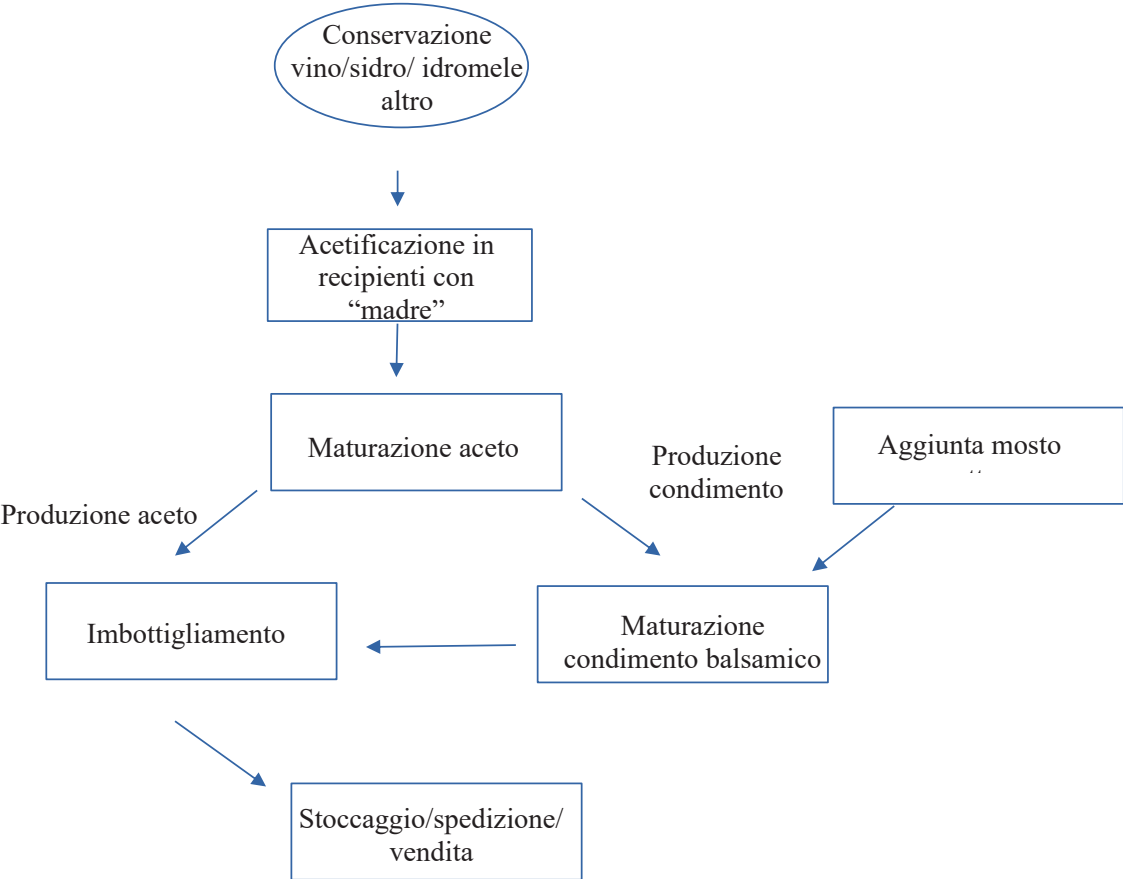 Conservazione
vino/sidro/ idromele
altro
Acetificazione in
recipienti con
“madre”
Maturazione aceto
Produzione
condimento
Aggiunta mosto
Produzione aceto
Imbottigliamento
Maturazione
condimento balsamico
Stoccaggio/spedizione/
vendita